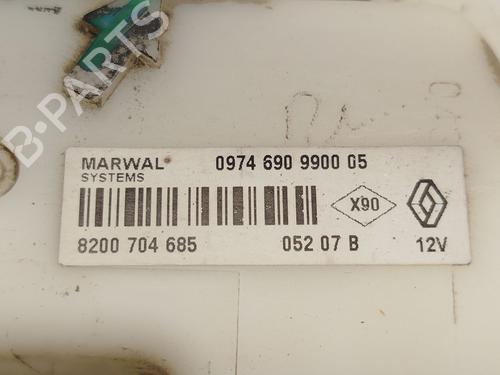 B-PARTS
MARWAL 0974 690 9900 05
SYSTEMS
X90
8200 704 685 052 07 B 12V